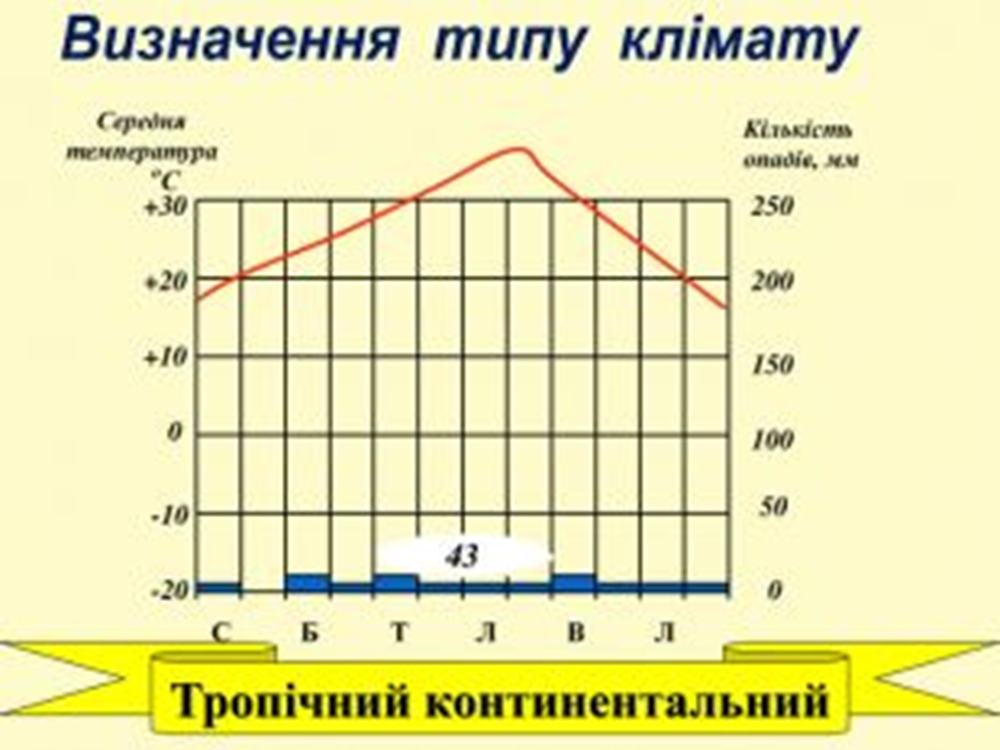 Визначення типу клімату
Середня
температура
°С
Кількість
опадів, мм
+30
+20
+10
0
-10
-20
250
200
150
100
50
0
43
С Б Т Л В Л
Тропічний континентальний